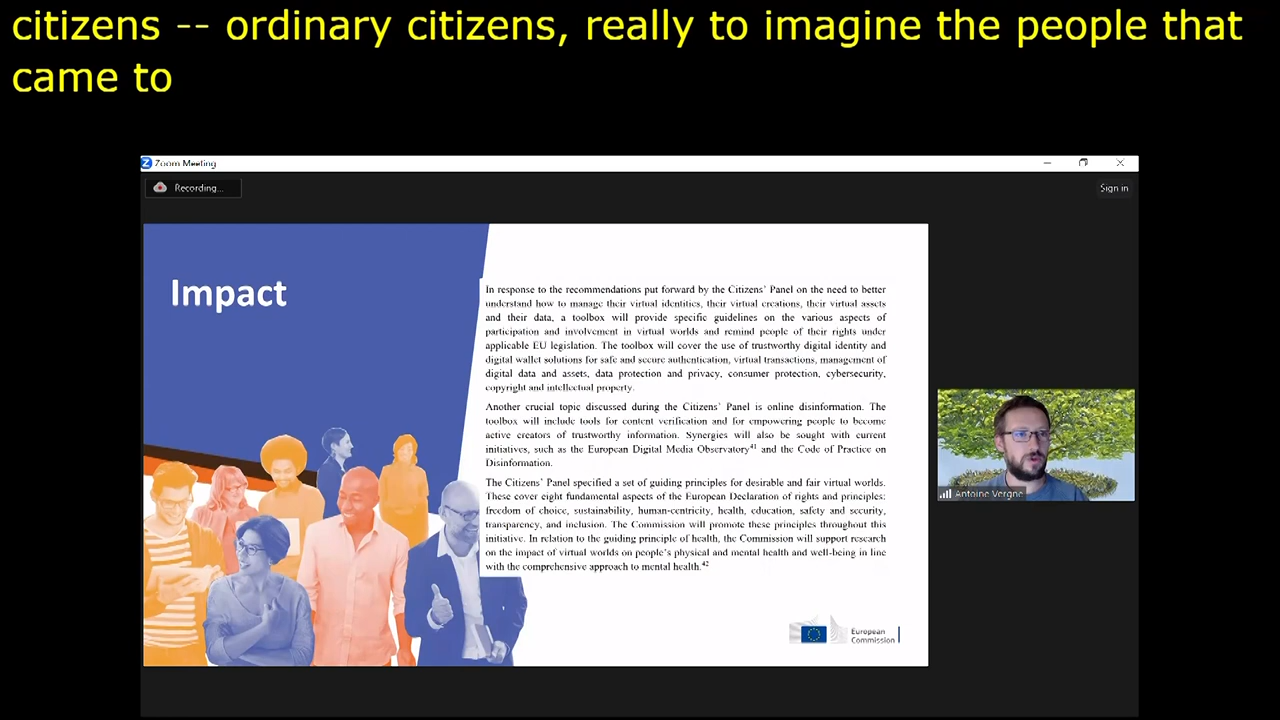 citizens -- ordinary citizens, really to imagine the people that
came to
Zoom Meeting
Recording...
Sign in
Impact
In response to the recommendations put forward by the Citizens' Panel on the need to better
understand how to manage their virtual identities, their virtual creations, their virtual assets
and their data, a toolbox will provide specific guidelines on the various aspects of
participation and involvement in virtual worlds and remind people of their rights under
applicable EU legislation. The toolbox will cover the use of trustworthy digital identity and
digital wallet solutions for safe and secure authentication, virtual transactions, management of
digital data and assets, data protection and privacy, consumer protection, cybersecurity,
copyright and intellectual property.
Another crucial topic discussed during the Citizens' Panel is online disinformation. The
toolbox will include tools for content verification and for empowering people to become
active creators of trustworthy information. Synergies will also be sought with current
initiatives, such as the European Digital Media Observatory⁴¹ and the Code of Practice on
Disinformation.
The Citizens' Panel specified a set of guiding principles for desirable and fair virtual worlds.
These cover eight fundamental aspects of the European Declaration of rights and principles:
freedom of choice, sustainability, human-centricity, health, education, safety and security,
transparency, and inclusion. The Commission will promote these principles throughout this
initiative. In relation to the guiding principle of health, the Commission will support research
on the impact of virtual worlds on people's physical and mental health and well-being in line
with the comprehensive approach to mental health.⁴²
Antoine Vergne
European
Commission